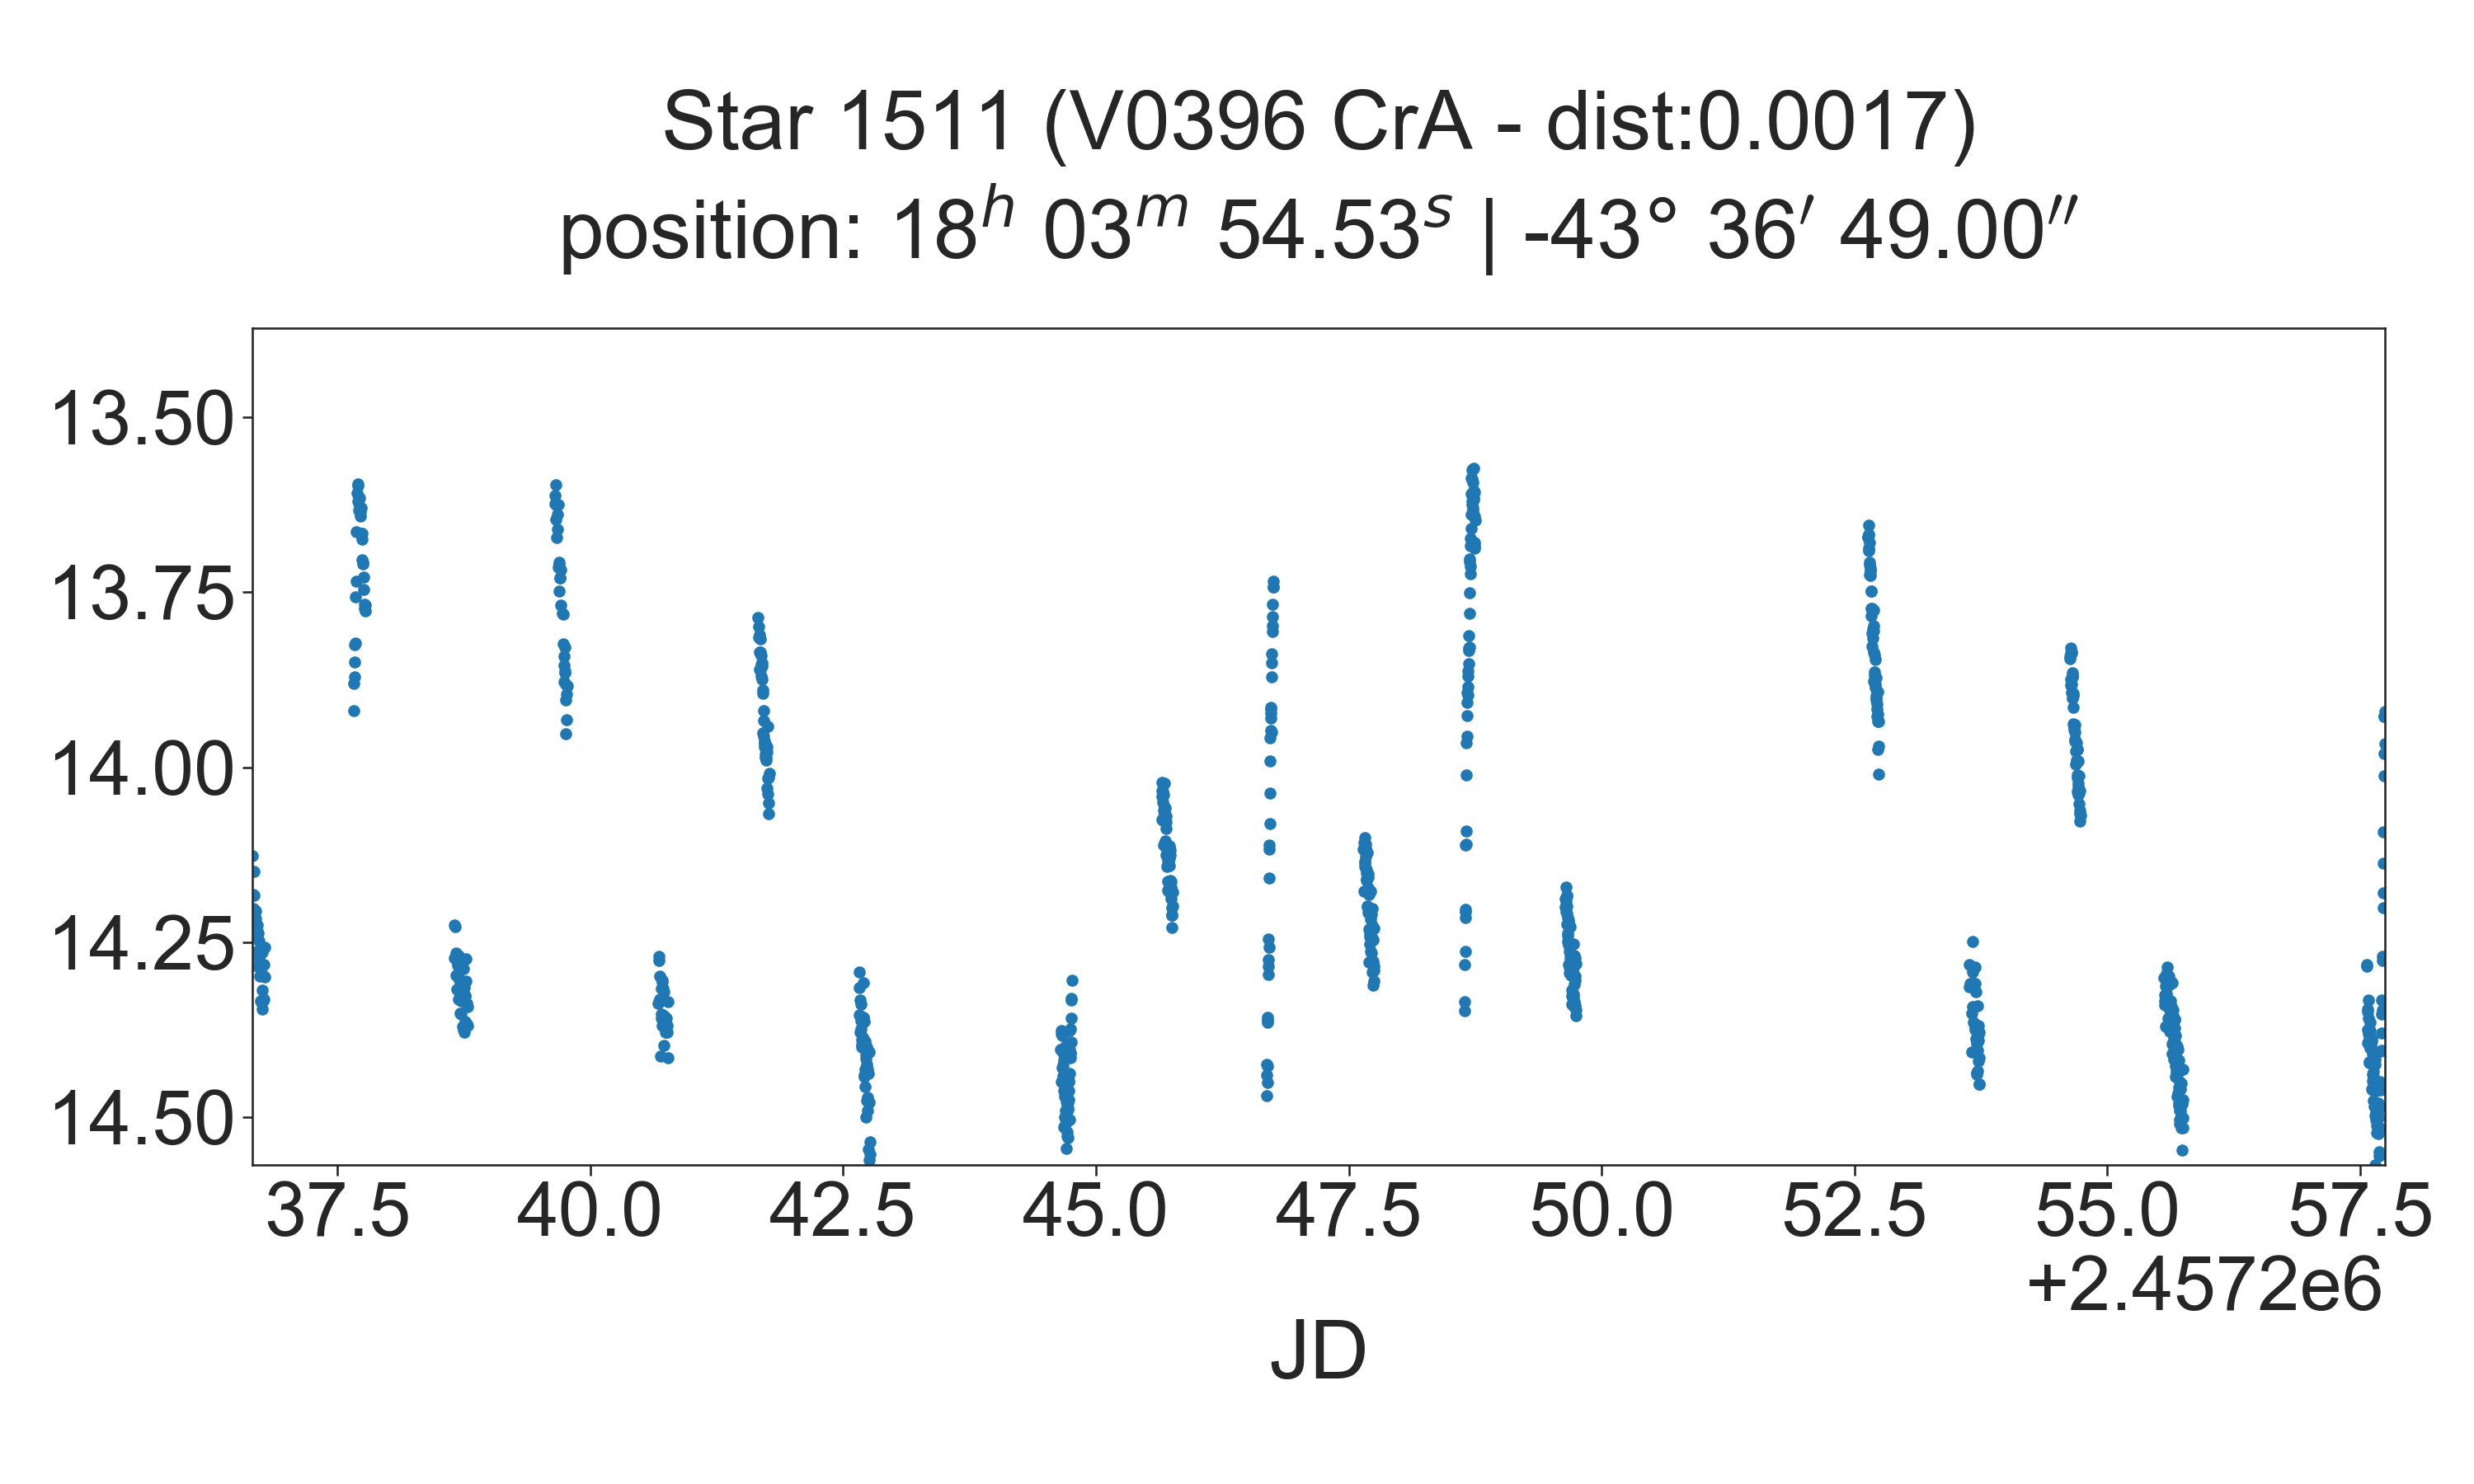 Star 1511 (V0396 CrA - dist:0.0017)
position: 18h 03m 54.53s | -43° 36′ 49.00″
13.50
13.75
14.00
14.25
14.50
37.5 40.0 42.5 45.0 47.5 50.0 52.5 55.0 57.5
+2.4572e6
JD